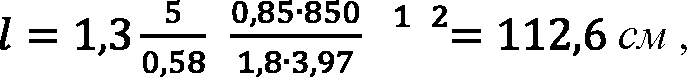 l = 1,3 5/0,58 0,85·850/1,8·3,97 1 2 = 112,6 см ,